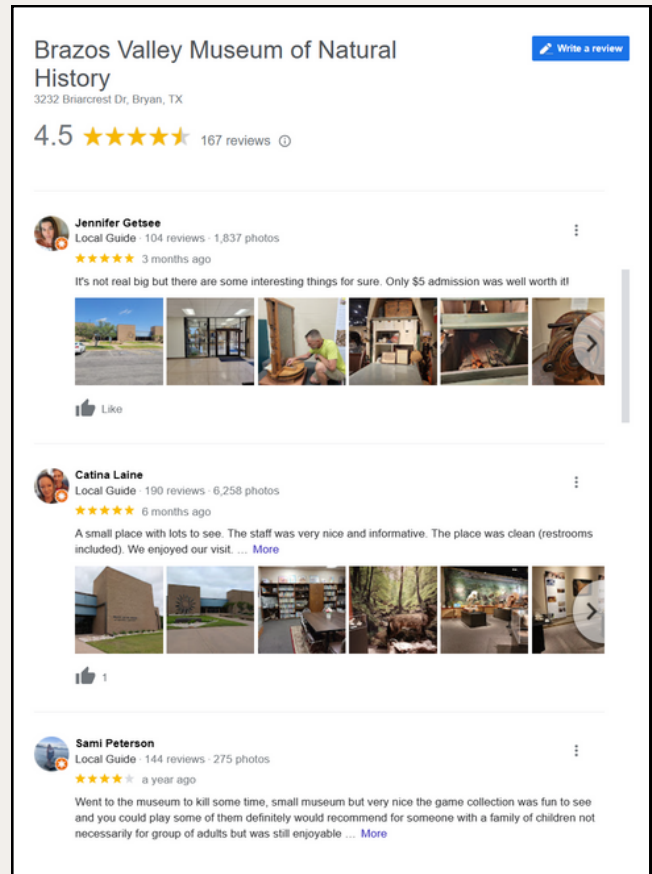 Brazos Valley Museum of Natural
History
Write a review
3232 Briarcrest Dr, Bryan, TX
4.5
167 reviews
Jennifer Getsee
Local Guide · 104 reviews · 1,837 photos
3 months ago
It's not real big but there are some interesting things for sure. Only $5 admission was well worth it!
Like
Catina Laine
Local Guide · 190 reviews · 6,258 photos
6 months ago
A small place with lots to see. The staff was very nice and informative. The place was clean (restrooms
included). We enjoyed our visit. ... More
1
Sami Peterson
Local Guide · 144 reviews · 275 photos
a year ago
Went to the museum to kill some time, small museum but very nice the game collection was fun to see
and you could play some of them definitely would recommend for someone with a family of children not
necessarily for group of adults but was still enjoyable ... More